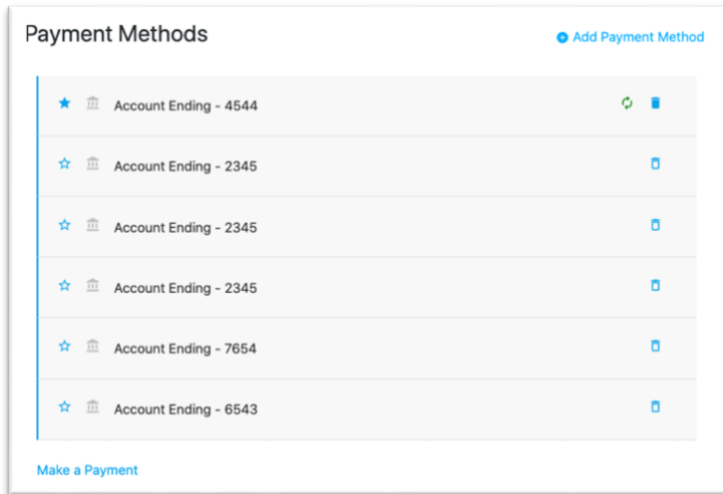 Payment Methods
Add Payment Method
Account Ending - 4544
Account Ending - 2345
Account Ending - 2345
Account Ending - 2345
Account Ending - 7654
Account Ending - 6543
Make a Payment